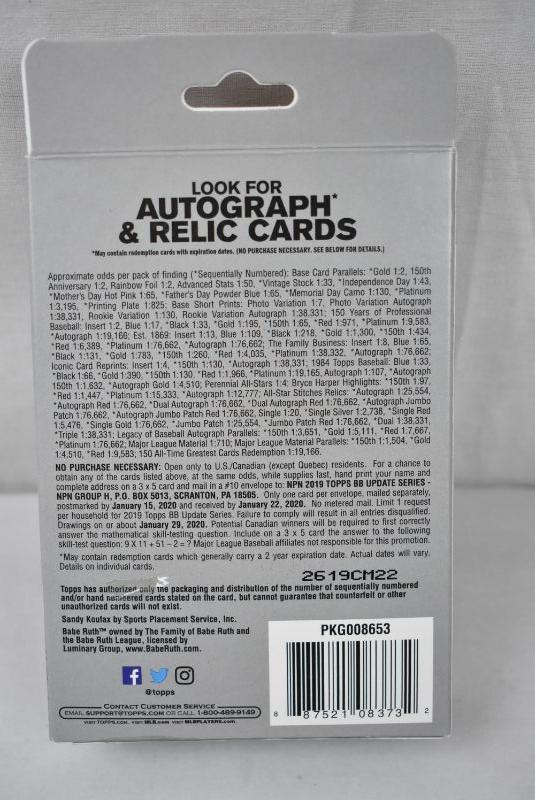 LOOK FOR
AUTOGRAPH*
& RELIC CARDS
*May contain redemption cards with expiration dates. (NO PURCHASE NECESSARY. SEE BELOW FOR DETAILS.)
Approximate odds per pack of finding (*Sequentially Numbered): Base Card Parallels: *Gold 1:2, 150th
Anniversary 1:2, Rainbow Foil 1:2, Advanced Stats 1:50, *Vintage Stock 1:33, *Independence Day 1:43,
*Mother's Day Hot Pink 1:65, *Father's Day Powder Blue 1:65, *Memorial Day Camo 1:130, *Platinum
1:3,195, *Printing Plate 1:825; Base Short Prints: Photo Variation 1:7, Photo Variation Autograph
1:38,331, Rookie Variation 1:130, Rookie Variation Autograph 1:38,331; 150 Years of Professional
Baseball: Insert 1:2, Blue 1:17, *Black 1:33, *Gold 1:195, *150th 1:65, *Red 1:971, *Platinum 1:9,583,
*Autograph 1:19,166; Est. 1869: Insert 1:13, Blue 1:109, *Black 1:218, *Gold 1:1,300, *150th 1:434,
*Red 1:6,389, *Platinum 1:76,662, *Autograph 1:76,662; The Family Business: Insert 1:8, Blue 1:65,
*Black 1:131, *Gold 1:783, *150th 1:260, *Red 1:4,035, *Platinum 1:38,332, *Autograph 1:76,662;
Iconic Card Reprints: Insert 1:4, *150th 1:130, *Autograph 1:38,331; 1984 Topps Baseball: Blue 1:33,
*Black 1:66, *Gold 1:390, *150th 1:130, *Red 1:1,966, *Platinum 1:19,165, Autograph 1:107, *Autograph
150th 1:1,632, *Autograph Gold 1:4,510; Perennial All-Stars 1:4; Bryce Harper Highlights: *150th 1:97,
*Red 1:1,447, *Platinum 1:15,333, *Autograph 1:12,777; All-Star Stitches Relics: *Autograph 1:25,554,
*Autograph Red 1:76,662, *Dual Autograph 1:76,662, *Dual Autograph Red 1:76,662, *Autograph Jumbo
Patch 1:76,662, *Autograph Jumbo Patch Red 1:76,662; Single 1:20, *Single Silver 1:2,738, *Single Red
1:5,476, *Single Gold 1:76,662, *Jumbo Patch 1:25,554, *Jumbo Patch Red 1:76,662, *Dual 1:38,331,
*Triple 1:38,331; Legacy of Baseball Autograph Parallels: *150th 1:3,651, *Gold 1:5,111, *Red 1:7,667,
*Platinum 1:76,662; Major League Material 1:710; Major League Material Parallels: *150th 1:1,504, *Gold
1:4,510, *Red 1:9,583; 150 All-Time Greatest Cards Redemption 1:19,166.
NO PURCHASE NECESSARY: Open only to U.S./Canadian (except Quebec) residents. For a chance to
obtain any of the cards listed above, at the same odds, while supplies last, hand print your name and
complete address on a 3 x 5 card and mail in a #10 envelope to: NPN 2019 TOPPS BB UPDATE SERIES -
NPN GROUP H, P.O. BOX 5013, SCRANTON, PA 18505. Only one card per envelope, mailed separately,
postmarked by January 15, 2020 and received by January 22, 2020. No metered mail. Limit 1 request
per household for 2019 Topps BB Update Series. Failure to comply will result in all entries disqualified.
Drawings on or about January 29, 2020. Potential Canadian winners will be required to first correctly
answer the mathematical skill-testing question. Include on a 3 x 5 card the answer to the following
skill-test question: 9 X 11 + 51 – 2 = ? Major League Baseball affiliates not responsible for this promotion.
*May contain redemption cards which generally carry a 2 year expiration date. Actual dates will vary.
Details on individual cards.
2619CM22
Topps has authorized only the packaging and distribution of the number of sequentially numbered
and/or hand numbered cards stated on the card, but cannot guarantee that counterfeit or other
unauthorized cards will not exist.
Sandy Koufax by Sports Placement Service, Inc.
Babe Ruth™ owned by The Family of Babe Ruth and
the Babe Ruth League, licensed by
Luminary Group, www.BabeRuth.com.
@topps
CONTACT CUSTOMER SERVICE
EMAIL SUPPORT@TOPPS.COM OR CALL 1-800-489-9149
VISIT TOPPS.COM. VISIT MLB.COM VISIT MLBPLAYERS.COM
PKG008653
8 87521 08373 2